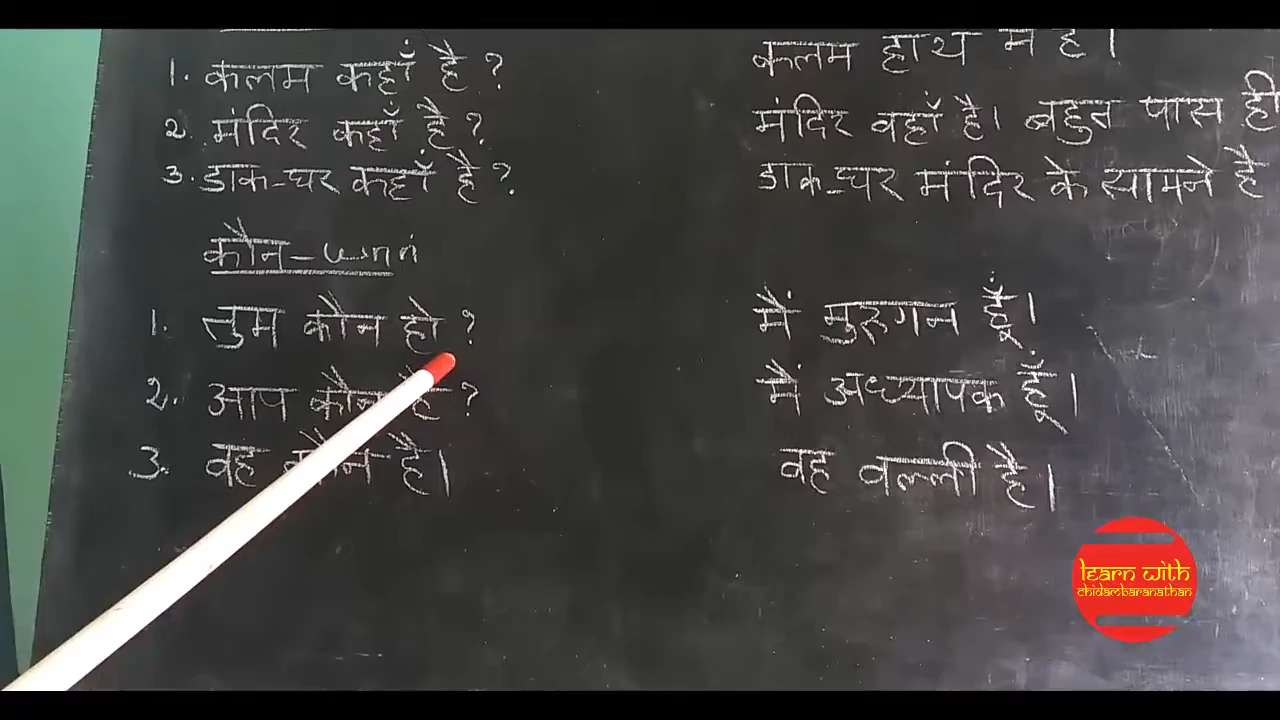 1. कलम कहाँ है?
कलम हाथ में है।
2. मंदिर कहाँ है?
मंदिर वहाँ है। बहुत पास ही
3. डाक-घर कहाँ है?
डाक-घर मंदिर के सामने है
कौन -
1. तुम कौन हो?
मैं मुरुगन हूँ।
2. आप कौन है?
मैं अध्यापक हूँ।
3. वह कौन है।
वह वल्ली है।
Learn with
chidambaranathan